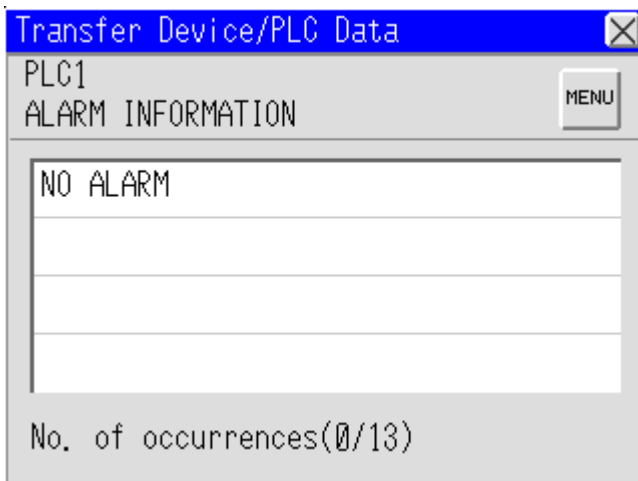 Transfer Device/PLC Data
PLC1
MENU
ALARM INFORMATION
NO ALARM
No. of occurrences(0/13)